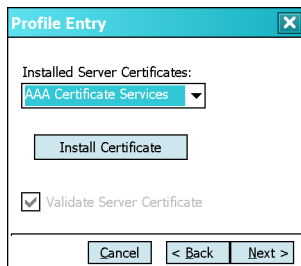 Profile Entry
Installed Server Certificates:
AAA Certificate Services
Install Certificate
Validate Server Certificate
Cancel < Back Next >